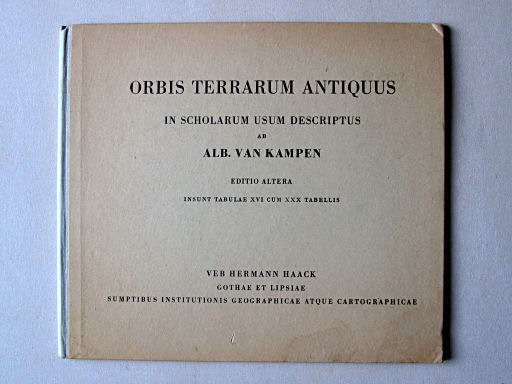 ORBIS TERRARUM ANTIQUUS
IN SCHOLARUM USUM DESCRIPTUS
AB
ALB. VAN KAMPEN
EDITIO ALTERA
INSUNT TABULAE XVI CUM XXX TABELLIS
VEB HERMANN HAACK
GOTHAE ET LIPSIAE
SUMPTIBUS INSTITUTIONIS GEOGRAPHICAE ATQUE CARTOGRAPHICAE